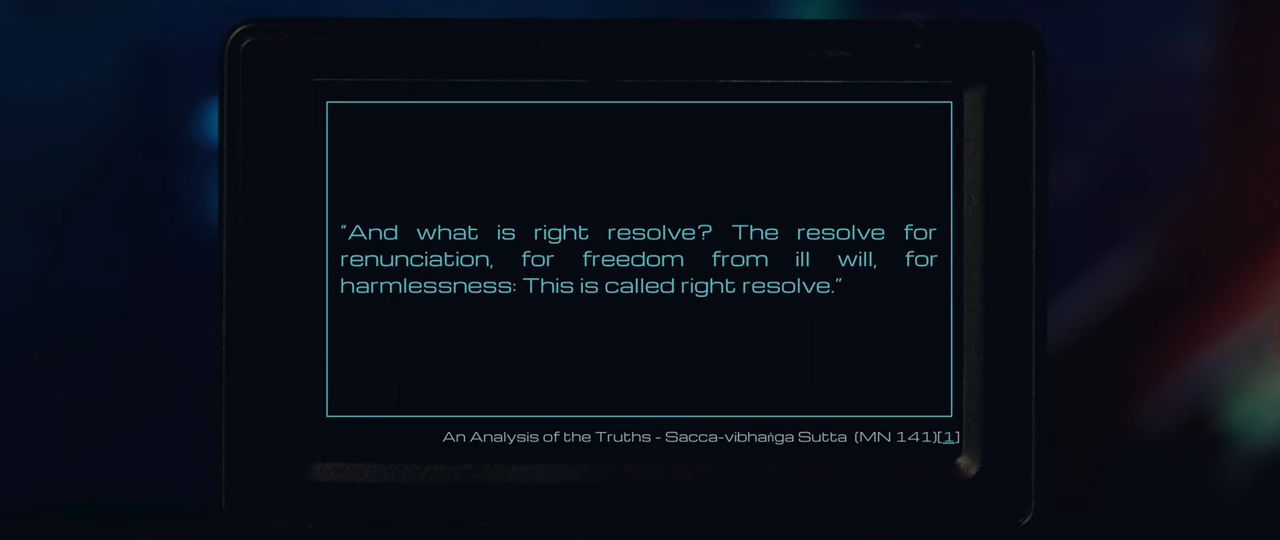 "And what is right resolve? The resolve for
renunciation, for freedom from ill will, for
harmlessness: This is called right resolve."
An Analysis of the Truths - Sacca-vibhaṅga Sutta (MN 141)[1]